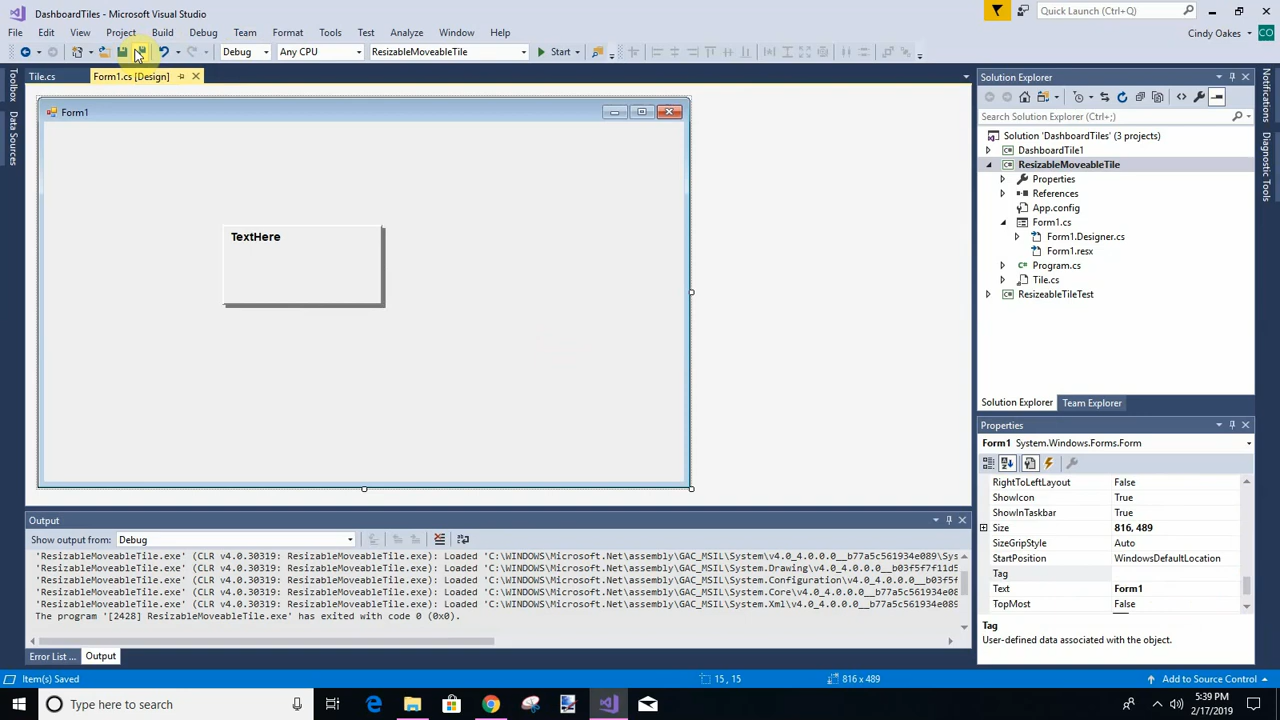 DashboardTiles - Microsoft Visual Studio
Quick Launch (Ctrl+Q)
File Edit View Project Build Debug Team Format Tools Test Analyze Window Help
Cindy Oakes CO
Debug Any CPU ResizableMoveableTile Start
Toolbox
Data Sources
Tile.cs Form1.cs [Design]
Form1
TextHere
Solution Explorer
Search Solution Explorer (Ctrl+;)
Solution 'DashboardTiles' (3 projects)
DashboardTile1
ResizableMoveableTile
Properties
References
App.config
Form1.cs
Form1.Designer.cs
Form1.resx
Program.cs
Tile.cs
ResizeableTileTest
Solution Explorer Team Explorer
Notifications
Diagnostic Tools
Properties
Form1 System.Windows.Forms.Form
RightToLeftLayout False
ShowIcon True
ShowInTaskbar True
Size 816, 489
SizeGripStyle Auto
StartPosition WindowsDefaultLocation
Tag
Text Form1
TopMost False
Tag
User-defined data associated with the object.
Output
Show output from: Debug
'ResizableMoveableTile.exe' (CLR v4.0.30319: ResizableMoveableTile.exe): Loaded 'C:\WINDOWS\Microsoft.Net\assembly\GAC_MSIL\System\v4.0_4.0.0.0__b77a5c561934e089\Sys
'ResizableMoveableTile.exe' (CLR v4.0.30319: ResizableMoveableTile.exe): Loaded 'C:\WINDOWS\Microsoft.Net\assembly\GAC_MSIL\System.Drawing\v4.0_4.0.0.0__b03f5f7f11d5
'ResizableMoveableTile.exe' (CLR v4.0.30319: ResizableMoveableTile.exe): Loaded 'C:\WINDOWS\Microsoft.Net\assembly\GAC_MSIL\System.Configuration\v4.0_4.0.0.0__b03f5f
'ResizableMoveableTile.exe' (CLR v4.0.30319: ResizableMoveableTile.exe): Loaded 'C:\WINDOWS\Microsoft.Net\assembly\GAC_MSIL\System.Core\v4.0_4.0.0.0__b77a5c561934e08
'ResizableMoveableTile.exe' (CLR v4.0.30319: ResizableMoveableTile.exe): Loaded 'C:\WINDOWS\Microsoft.Net\assembly\GAC_MSIL\System.Xml\v4.0_4.0.0.0__b77a5c561934e089
The program '[2428] ResizableMoveableTile.exe' has exited with code 0 (0x0).
Error List ... Output
Item(s) Saved 15 , 15 816 x 489 Add to Source Control
Type here to search
5:39 PM
2/17/2019